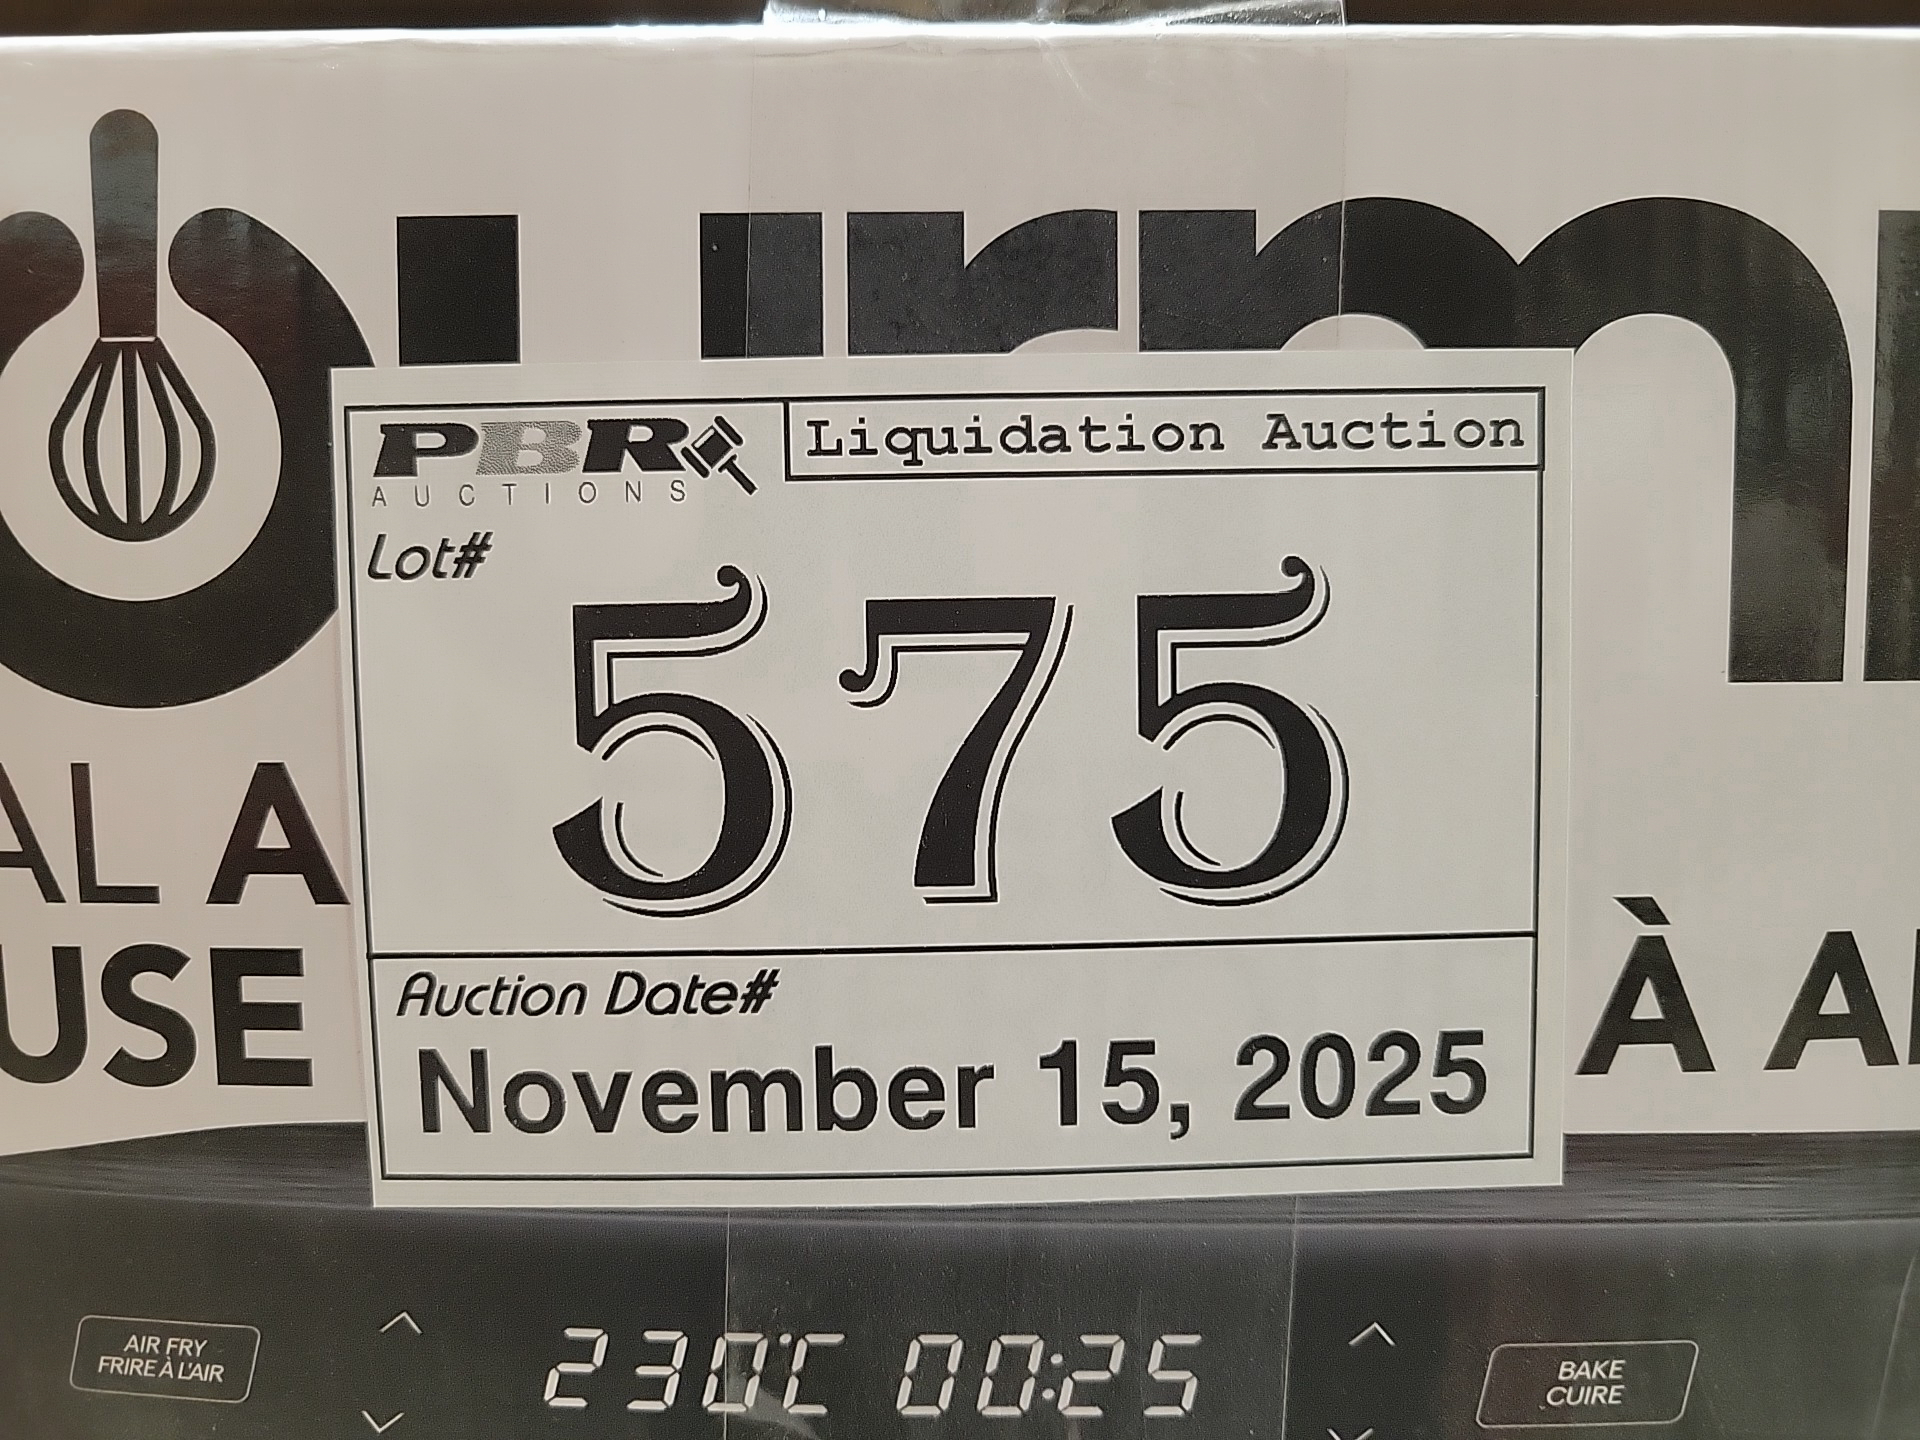 PBR
AUCTIONS
Liquidation Auction
Lot#
575
AL A
USE
À
Auction Date#
November 15, 2025
AIR FRY
FRIRE À L'AIR
230°C 00:25
BAKE
CUIRE